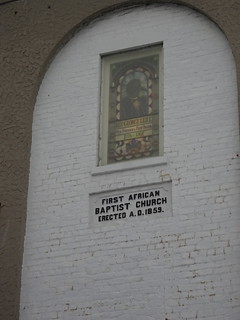 FIRST AFRICAN
BAPTIST CHURCH
ERECTED A.D. 1859.